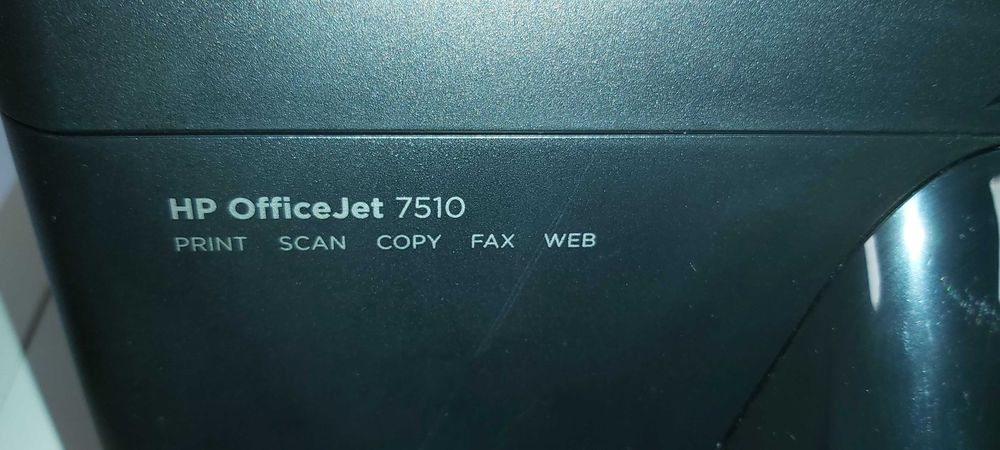 HP OfficeJet 7510
PRINT SCAN COPY FAX WEB